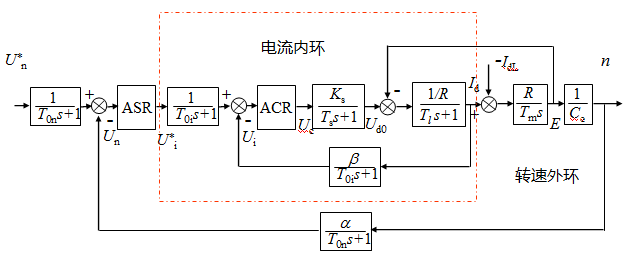 电流内环
U*n
+
-
Un
1
T0ns+1
ASR
U*i
1
T0is+1
+
-
Ui
ACR
Uc
Ks
Tss+1
Ud0
-
1/R
Tls+1
Id
+
-IdL
R
Tms
E
1
Ce
n
β
T0is+1
转速外环
α
T0ns+1